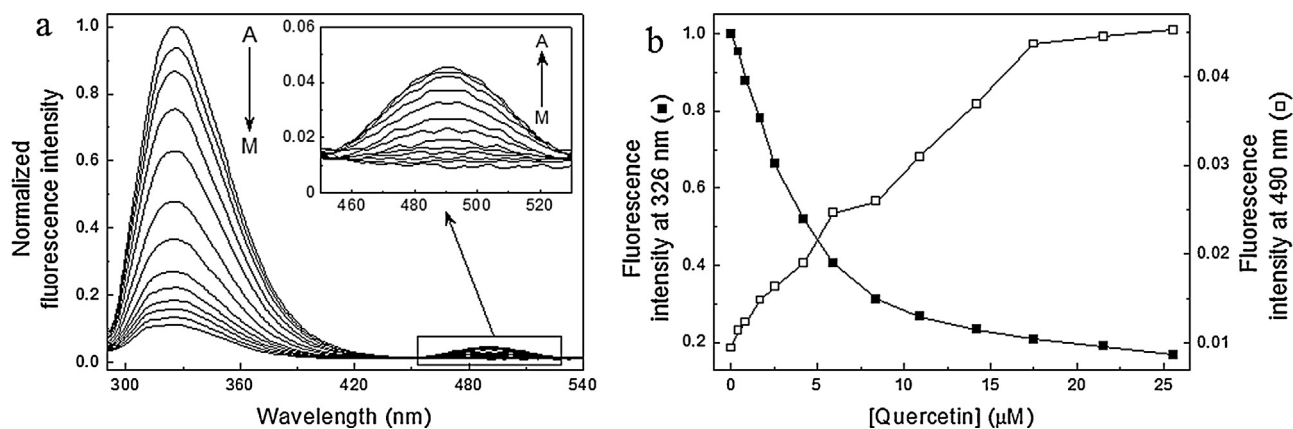 a
Normalized
fluorescence intensity
1.0
0.8
0.6
0.4
0.2
0.0
A
M
0.06
0.04
0.02
0
A
M
460 480 500 520
300 360 420 480 540
Wavelength (nm)
b
Fluorescence
intensity at 326 nm (■)
1.0
0.8
0.6
0.4
0.2
0 5 10 15 20 25
[Quercetin] (μM)
0.04
0.03
0.02
0.01
Fluorescence
intensity at 490 nm (□)